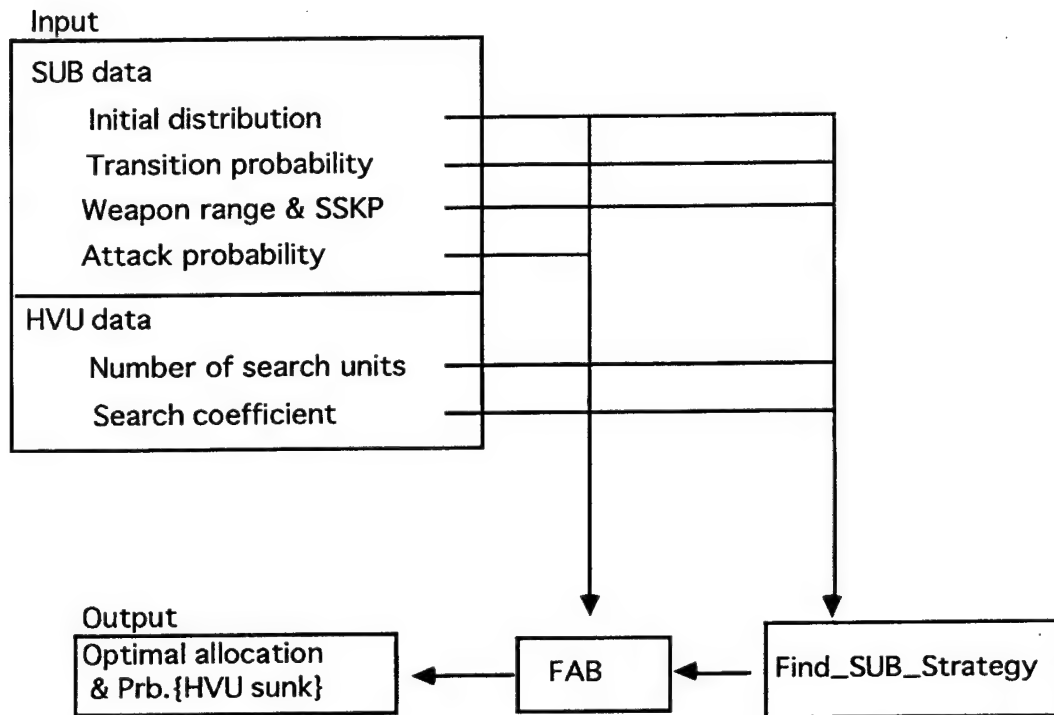 Input
SUB data
Initial distribution
Transition probability
Weapon range & SSKP
Attack probability
HVU data
Number of search units
Search coefficient
Output
Optimal allocation
& Prb.{HVU sunk}
FAB
Find_SUB_Strategy